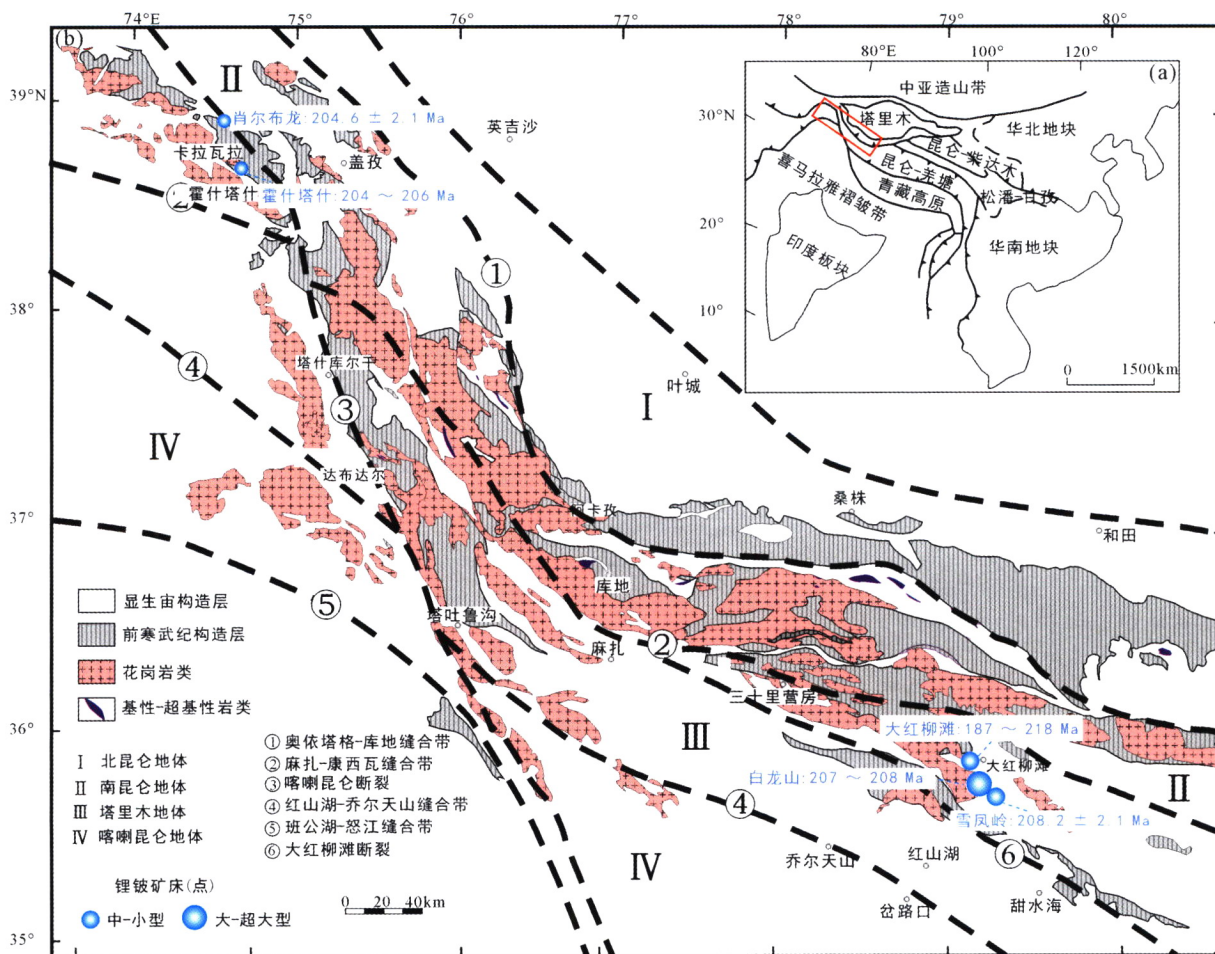 74°E
75°
76°
77°
78°
79°
80°
(b)
39°N
38°
37°
36°
35°
Ⅱ
肖尔布龙:204.6 ± 2.1 Ma
卡拉瓦拉
盖孜
英吉沙
②
霍什塔什
霍什塔什:204 ～ 206 Ma
①
(a)
80°E
100°
120°
30°N
20°
10°
中亚造山带
塔里木
华北地块
昆仑-柴达木
昆仑-羌塘
松潘-甘孜
青藏高原
喜马拉雅褶皱带
华南地块
印度板块
0
1500km
④
塔什库尔干
③
叶城
Ⅰ
Ⅳ
达布达尔
卡孜
桑株
和田
⑤
库地
塔吐鲁沟
麻扎
②
三十里营房
Ⅲ
大红柳滩:187 ～ 218 Ma
大红柳滩
白龙山:207 ～ 208 Ma
Ⅱ
雪凤岭:208.2 ± 2.1 Ma
④
Ⅳ
乔尔天山
红山湖
⑥
岔路口
甜水海
显生宙构造层
前寒武纪构造层
花岗岩类
基性-超基性岩类
Ⅰ 北昆仑地体
Ⅱ 南昆仑地体
Ⅲ 塔里木地体
Ⅳ 喀喇昆仑地体
①奥依塔格-库地缝合带
②麻扎-康西瓦缝合带
③喀喇昆仑断裂
④红山湖-乔尔天山缝合带
⑤班公湖-怒江缝合带
⑥大红柳滩断裂
锂铍矿床(点)
中-小型
大-超大型
0 20 40km